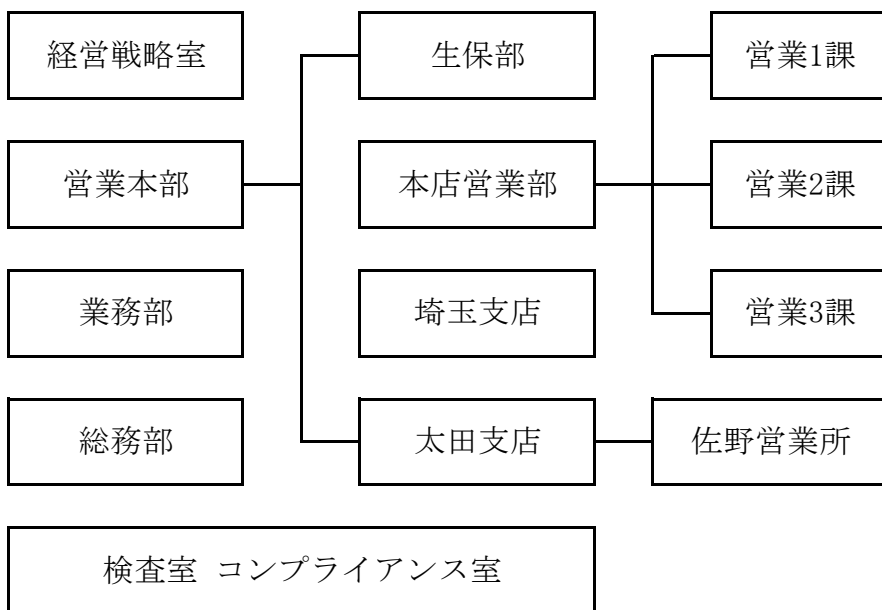 経営戦略室
生保部
営業1課
営業本部
本店営業部
営業2課
業務部
埼玉支店
営業3課
総務部
太田支店
佐野営業所
検査室 コンプライアンス室